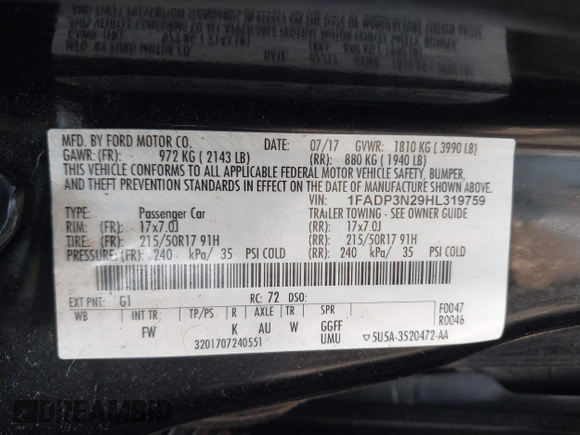 MFD. BY FORD MOTOR CO. DATE: 07/17 GVWR: 1810 KG ( 3990 LB)
GAWR: (FR): 972 KG ( 2143 LB) (RR): 880 KG ( 1940 LB)
THIS VEHICLE CONFORMS TO ALL APPLICABLE FEDERAL MOTOR VEHICLE SAFETY, BUMPER,
AND THEFT PREVENTION STANDARDS IN EFFECT ON THE DATE OF MANUFACTURE SHOWN ABOVE.
VIN: 1FADP3N29HL319759
TYPE: Passenger Car TRAILER TOWING - SEE OWNER GUIDE
RIM: (FR): 17x7.0J (RR): 17x7.0J
TIRE: (FR): 215/50R17 91H (RR): 215/50R17 91H
PRESSURE: (FR): 240 kPa/ 35 PSI COLD (RR): 240 kPa/ 35 PSI COLD
EXT PNT: G1 RC: 72 DSO:
WB INT TR TP/PS R AXLE TR SPR F0047
FW K AU W GGFF R0046
3201707240551 UMU ▽5U5A-3520472-AA
DREAMBID